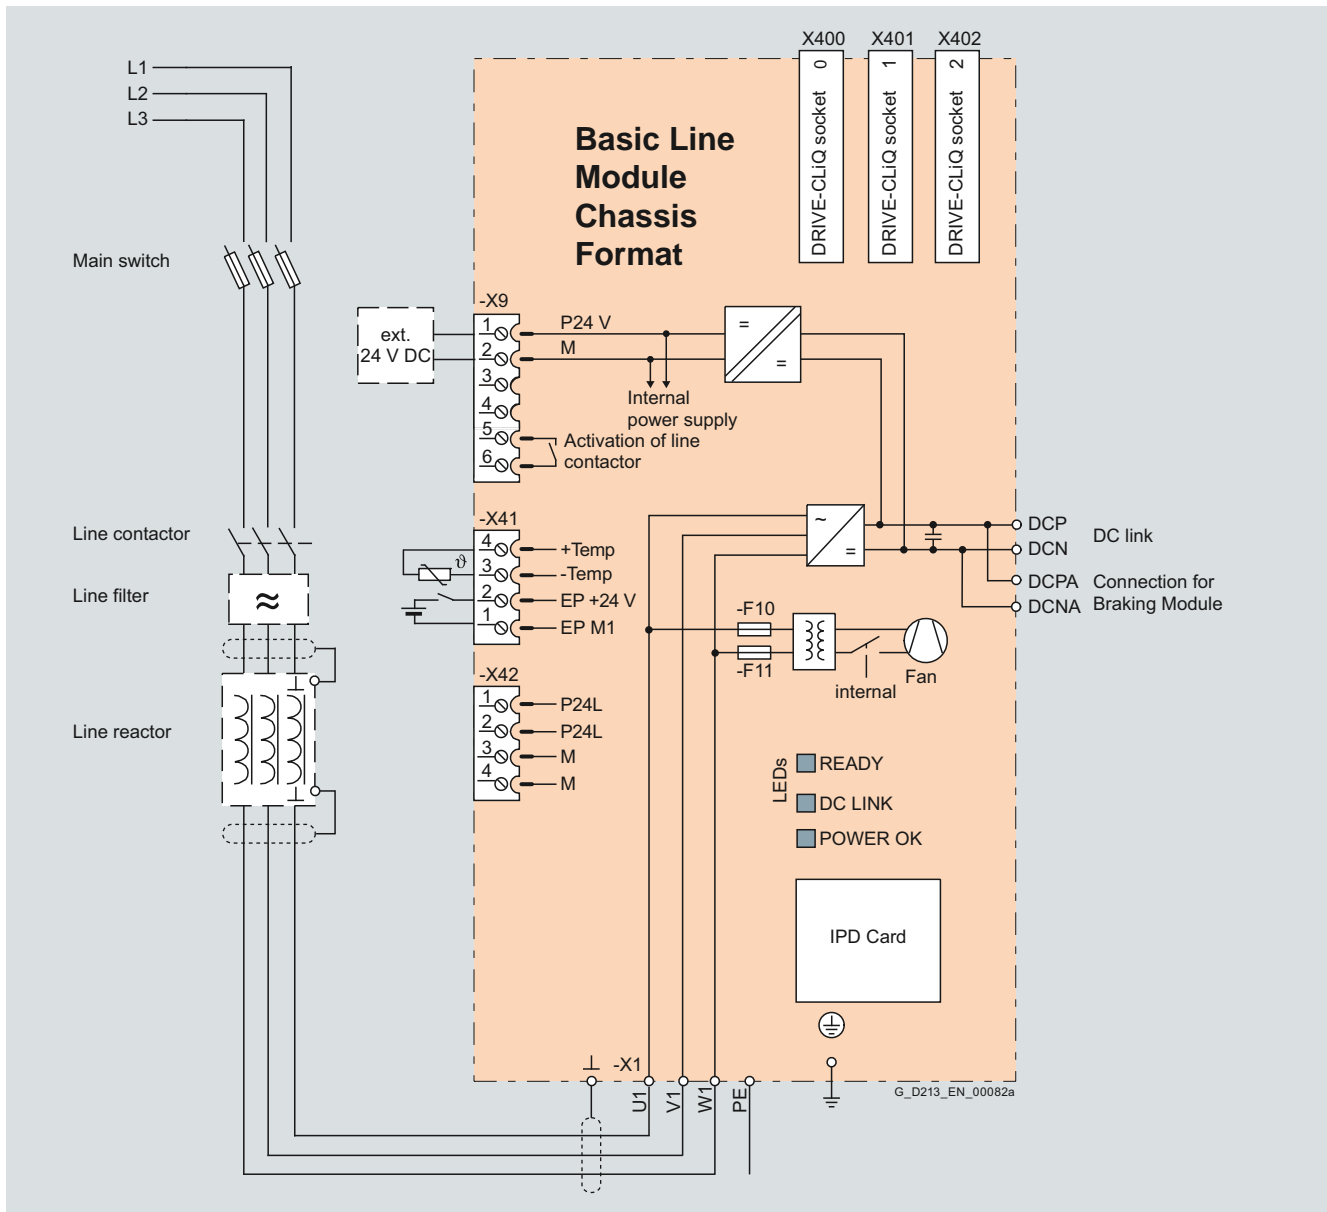 X400
X401
X402
DRIVE-CLiQ socket 0
DRIVE-CLiQ socket 1
DRIVE-CLiQ socket 2
L1
L2
L3
Basic Line
Module
Chassis
Format
Main switch
-X9
ext.
24 V DC
1
2
3
4
5
6
P24 V
M
=
=
Internal
power supply
Activation of line
contactor
Line contactor
Line filter
≈
-X41
ϑ
4
3
2
1
+Temp
-Temp
EP +24 V
EP M1
~
=
DCP
DCN
DC link
DCPA
DCNA
Connection for
Braking Module
-F10
-F11
internal
Fan
Line reactor
-X42
1
2
3
4
P24L
P24L
M
M
LEDs
READY
DC LINK
POWER OK
IPD Card
-X1
U1
V1
W1
PE
G_D213_EN_00082a